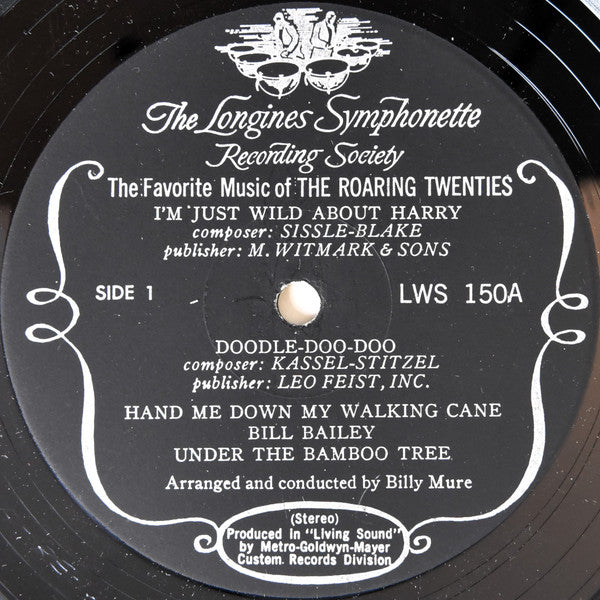 The Longines Symphonette
Recording Society
The Favorite Music of THE ROARING TWENTIES
I'M JUST WILD ABOUT HARRY
composer: SISSLE-BLAKE
publisher: M. WITMARK & SONS
SIDE 1
LWS 150A
DOODLE-DOO-DOO
composer: KASSEL-STITZEL
publisher: LEO FEIST, INC.
HAND ME DOWN MY WALKING CANE
BILL BAILEY
UNDER THE BAMBOO TREE
Arranged and conducted by Billy Mure
(Stereo)
Produced in "Living Sound"
by Metro-Goldwyn-Mayer
Custom Records Division